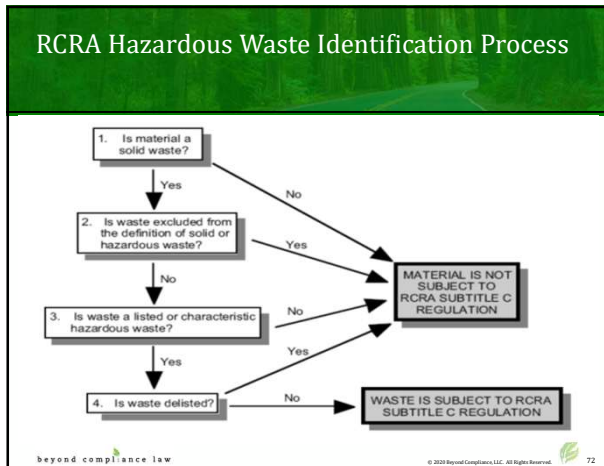 RCRA Hazardous Waste Identification Process
1. Is material a
solid waste?
Yes
No
2. Is waste excluded from
the definition of solid or
hazardous waste?
Yes
No
MATERIAL IS NOT
SUBJECT TO
RCRA SUBTITLE C
REGULATION
3. Is waste a listed or characteristic
hazardous waste?
No
Yes
Yes
4. Is waste delisted?
No
WASTE IS SUBJECT TO RCRA
SUBTITLE C REGULATION
beyond compliance law
© 2020 Beyond Compliance, LLC. All Rights Reserved.
72